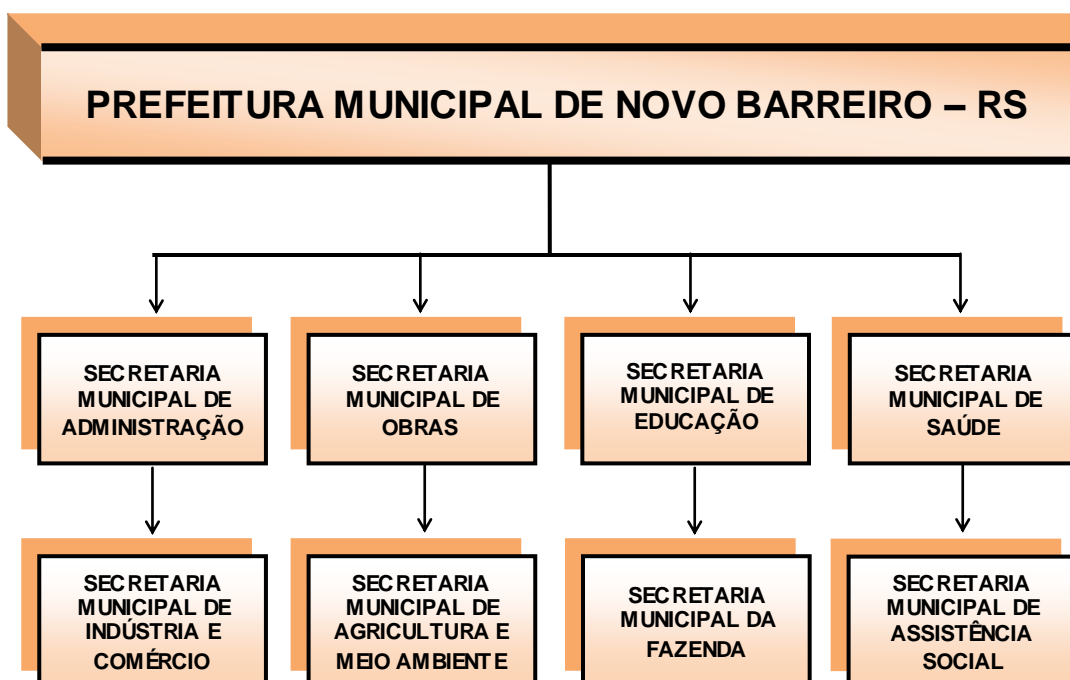 PREFEITURA MUNICIPAL DE NOVO BARREIRO – RS
SECRETARIA
MUNICIPAL DE
ADMINISTRAÇÃO
SECRETARIA
MUNICIPAL DE
OBRAS
SECRETARIA
MUNICIPAL DE
EDUCAÇÃO
SECRETARIA
MUNICIPAL DE
SAÚDE
SECRETARIA
MUNICIPAL DE
INDÚSTRIA E
COMÉRCIO
SECRETARIA
MUNICIPAL DE
AGRICULTURA E
MEIO AMBIENTE
SECRETARIA
MUNICIPAL DA
FAZENDA
SECRETARIA
MUNICIPAL DE
ASSISTÊNCIA
SOCIAL